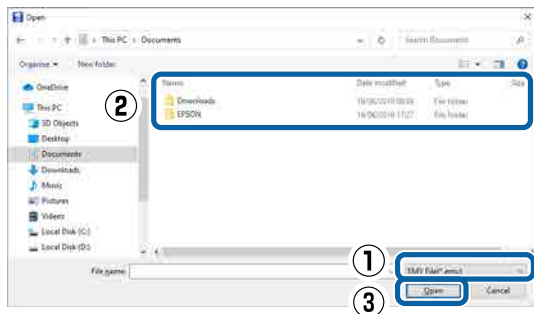 Open
This PC > Documents
Search Documents
Organise New folder
OneDrive
This PC
3D Objects
Desktop
Documents
Downloads
Music
Pictures
Videos
Local Disk (C:)
Local Disk (D:)
②
Name Date modified Type Size
Downloads File folder
EPSON File folder
File name:
①
③
Open Cancel